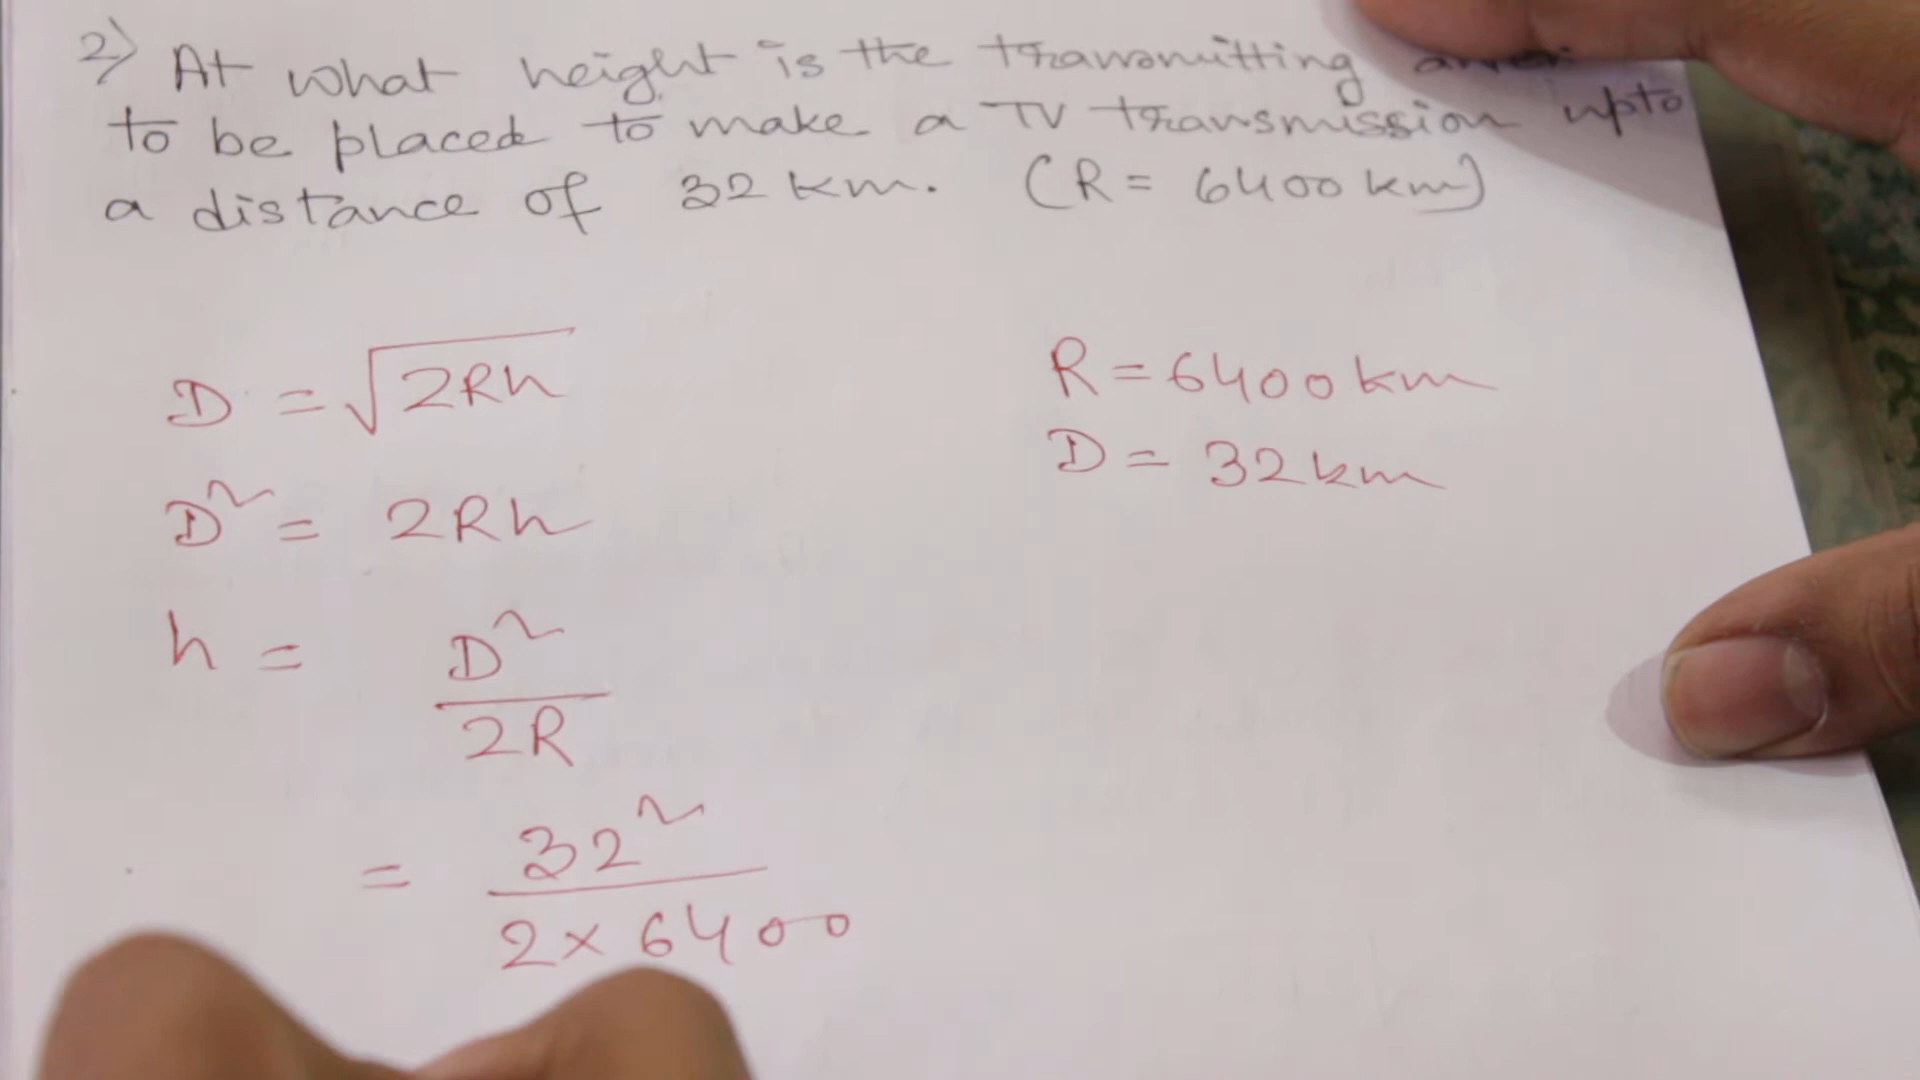 2) At what height is the transmitting
to be placed to make a TV transmission upto
a distance of 32 km. (R = 6400 km)
D = √2Rh
R = 6400 km
D = 32 km
D² = 2Rh
h = D²
2R
= 32²
2 × 6400